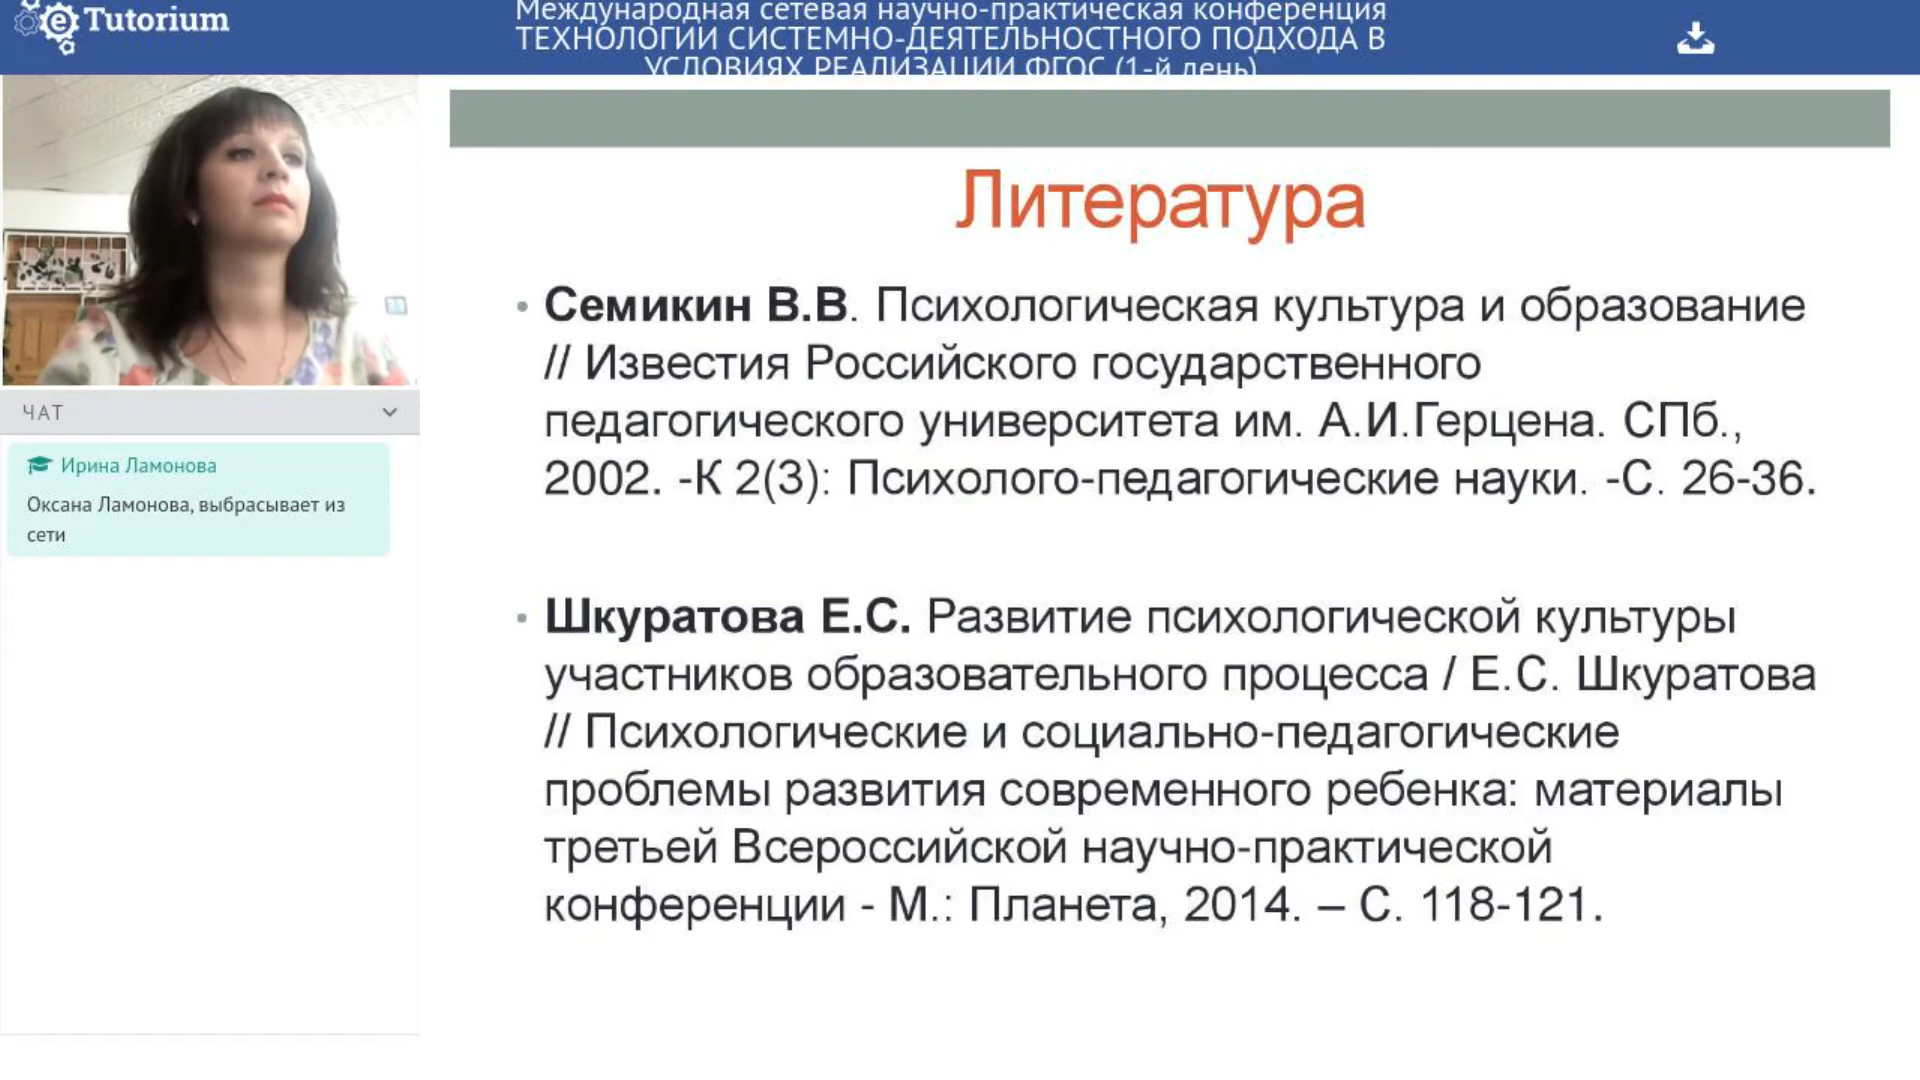 e Tutorium
Международная сетевая научно-практическая конференция
ТЕХНОЛОГИИ СИСТЕМНО-ДЕЯТЕЛЬНОСТНОГО ПОДХОДА В
УСЛОВИЯХ РЕАЛИЗАЦИИ ФГОС (1-й день)
ЧАТ
Ирина Ламонова
Оксана Ламонова, выбрасывает из
сети
Литература
• Семикин В.В. Психологическая культура и образование
// Известия Российского государственного
педагогического университета им. А.И.Герцена. СПб.,
2002. -К 2(3): Психолого-педагогические науки. -С. 26-36.
• Шкуратова Е.С. Развитие психологической культуры
участников образовательного процесса / Е.С. Шкуратова
// Психологические и социально-педагогические
проблемы развития современного ребенка: материалы
третьей Всероссийской научно-практической
конференции - М.: Планета, 2014. – С. 118-121.